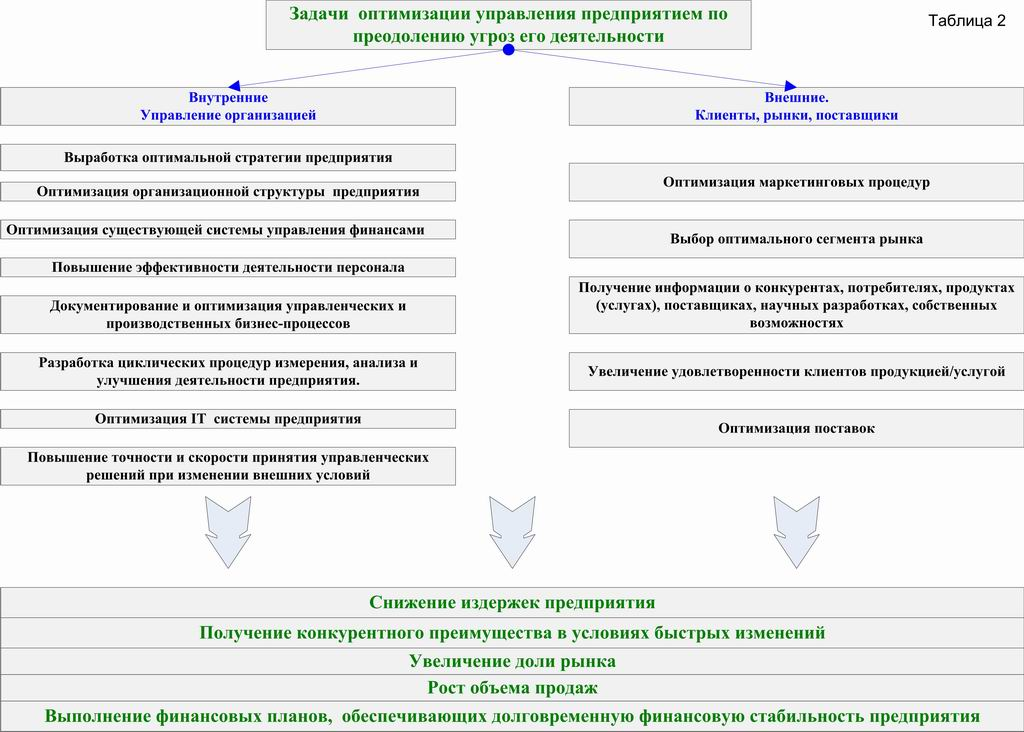 Задачи оптимизации управления предприятием по
преодолению угроз его деятельности
Таблица 2
Внутренние
Управление организацией
Выработка оптимальной стратегии предприятия
Оптимизация организационной структуры предприятия
Оптимизация существующей системы управления финансами
Повышение эффективности деятельности персонала
Документирование и оптимизация управленческих и
производственных бизнес-процессов
Разработка циклических процедур измерения, анализа и
улучшения деятельности предприятия.
Оптимизация IT системы предприятия
Повышение точности и скорости принятия управленческих
решений при изменении внешних условий
Внешние.
Клиенты, рынки, поставщики
Оптимизация маркетинговых процедур
Выбор оптимального сегмента рынка
Получение информации о конкурентах, потребителях, продуктах
(услугах), поставщиках, научных разработках, собственных
возможностях
Увеличение удовлетворенности клиентов продукцией/услугой
Оптимизация поставок
Снижение издержек предприятия
Получение конкурентного преимущества в условиях быстрых изменений
Увеличение доли рынка
Рост объема продаж
Выполнение финансовых планов, обеспечивающих долговременную финансовую стабильность предприятия